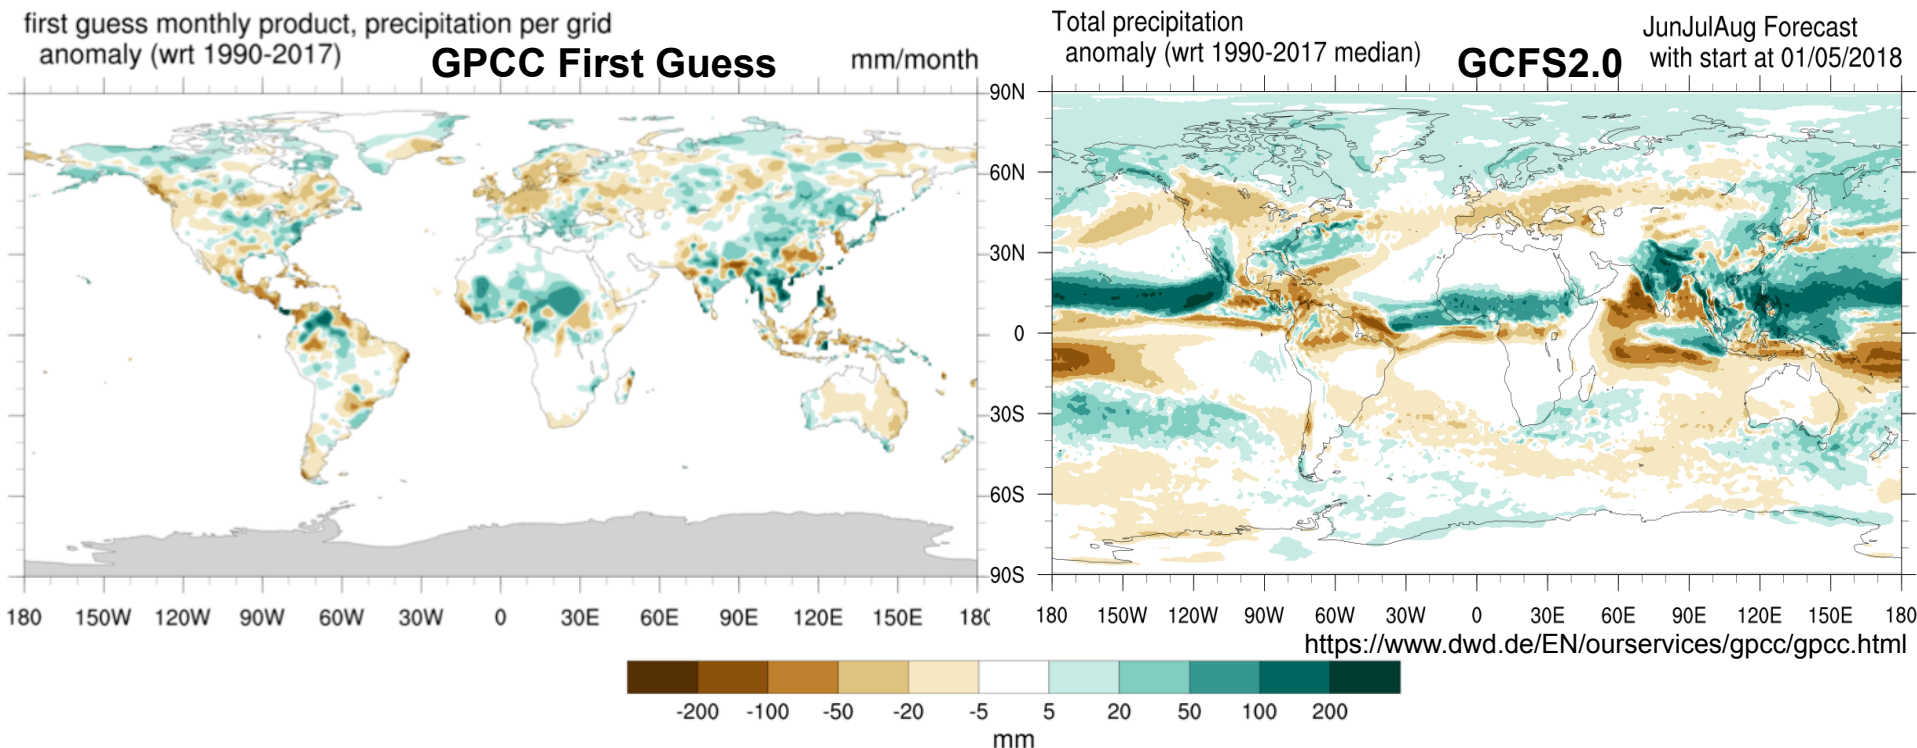 first guess monthly product, precipitation per grid
anomaly (wrt 1990-2017)
GPCC First Guess
mm/month
Total precipitation
anomaly (wrt 1990-2017 median)
GCFS2.0
JunJulAug Forecast
with start at 01/05/2018
90N
60N
30N
0
30S
60S
90S
180 150W 120W 90W 60W 30W 0 30E 60E 90E 120E 150E 180
180 150W 120W 90W 60W 30W 0 30E 60E 90E 120E 150E 180
https://www.dwd.de/EN/ourservices/gpcc/gpcc.html
-200 -100 -50 -20 -5 5 20 50 100 200
mm